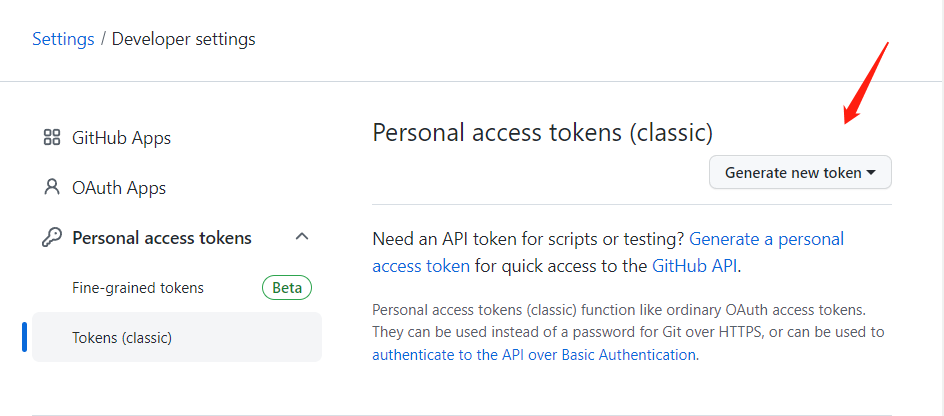 Settings / Developer settings
GitHub Apps
OAuth Apps
Personal access tokens
Fine-grained tokens Beta
Tokens (classic)
Personal access tokens (classic)
Generate new token
Need an API token for scripts or testing? Generate a personal
access token for quick access to the GitHub API.
Personal access tokens (classic) function like ordinary OAuth access tokens.
They can be used instead of a password for Git over HTTPS, or can be used to
authenticate to the API over Basic Authentication.